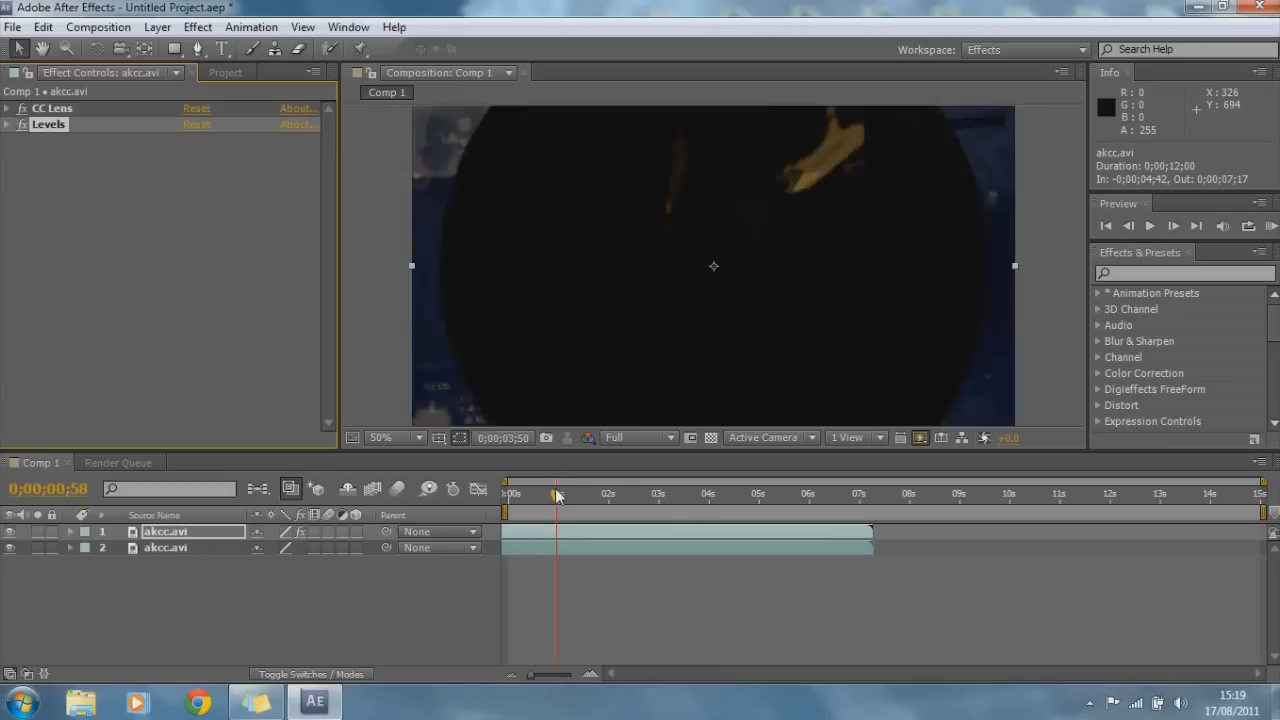 Adobe After Effects - Untitled Project.aep *
File Edit Composition Layer Effect Animation View Window Help
Workspace: Effects Search Help
Effect Controls: akcc.avi Project Composition: Comp 1 Info
Comp 1 • akcc.avi
Comp 1
CC Lens Reset About...
Levels Reset About...
R: 0 X: 326
G: 0 Y: 694
B: 0
A: 255
akcc.avi
Duration: 0;00;12;00
In: -0;00;04;42, Out: 0;00;07;17
Preview
Effects & Presets
* Animation Presets
3D Channel
Audio
Blur & Sharpen
Channel
Color Correction
Digieffects FreeForm
Distort
Expression Controls
50% 0;00;03;50 Full Active Camera 1 View +0.0
Comp 1 Render Queue
0;00;00;58
:00s 02s 03s 04s 05s 06s 07s 08s 09s 10s 11s 12s 13s 14s 15s
# Source Name Parent
1 akcc.avi None
2 akcc.avi None
Toggle Switches / Modes
Ae
15:19
17/08/2011